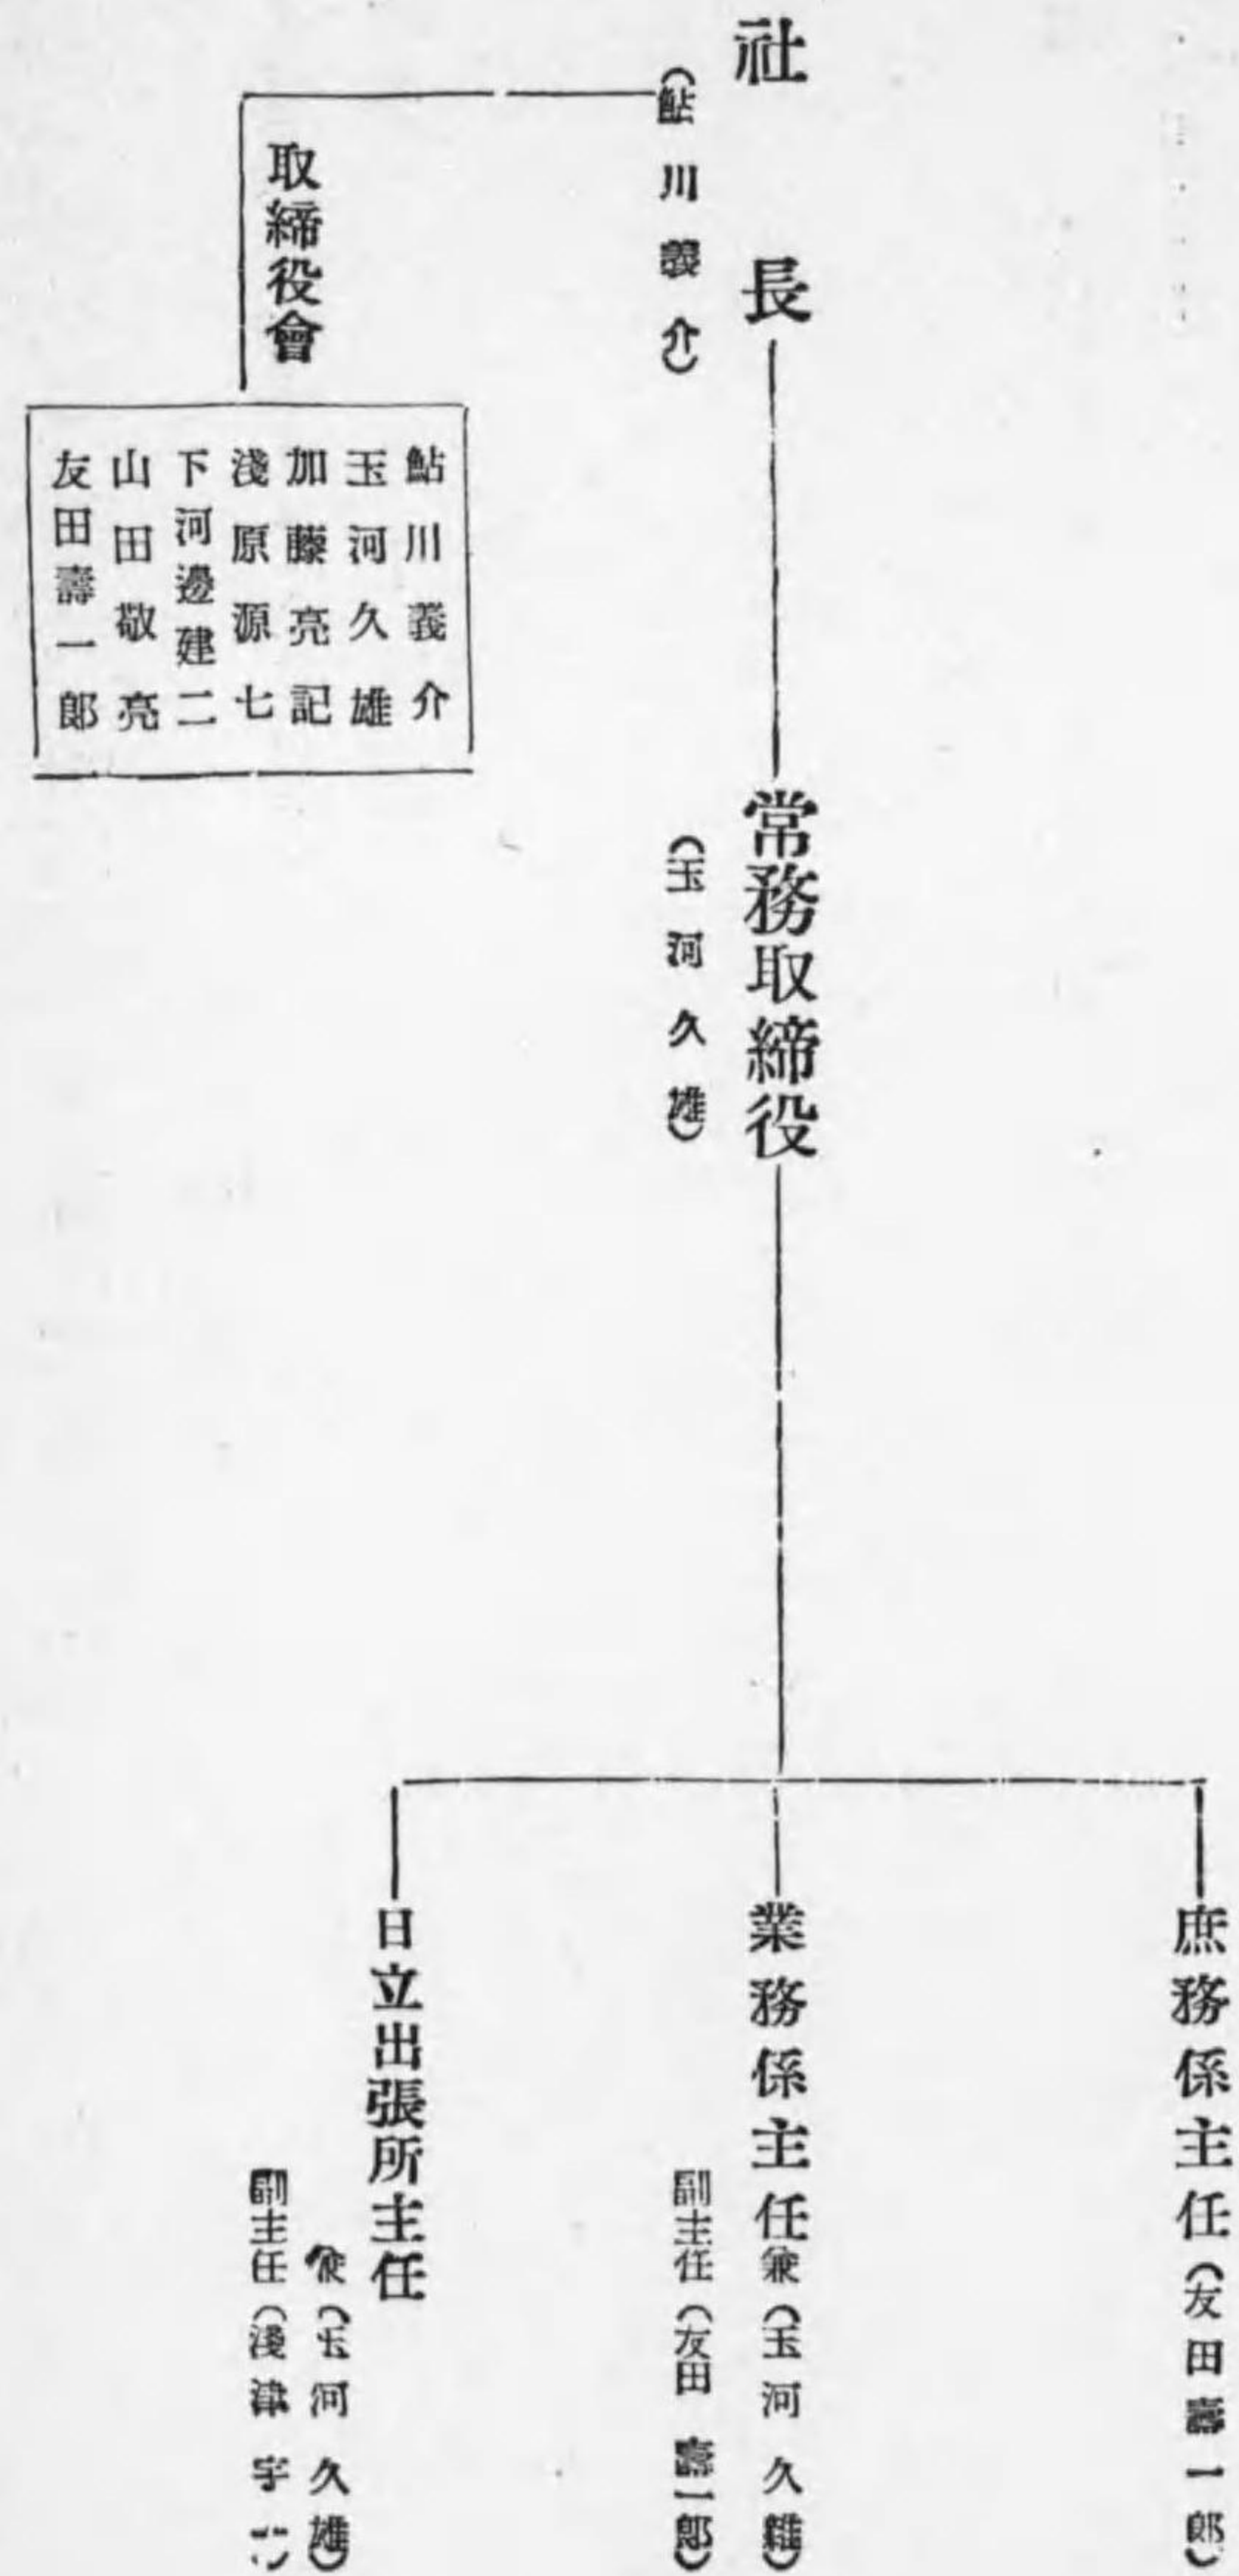 社長
（鮎川義介）
取締役會
鮎川義介
玉河久雄
加藤亮記
淺原源七
下河邊建二
山田敬亮
友田壽一郎
常務取締役
（玉河久雄）
庶務係主任（友田壽一郎）
業務係主任兼（玉河久雄）
副主任（友田壽一郎）
日立出張所主任
兼（玉河久雄）
副主任（淺津宇